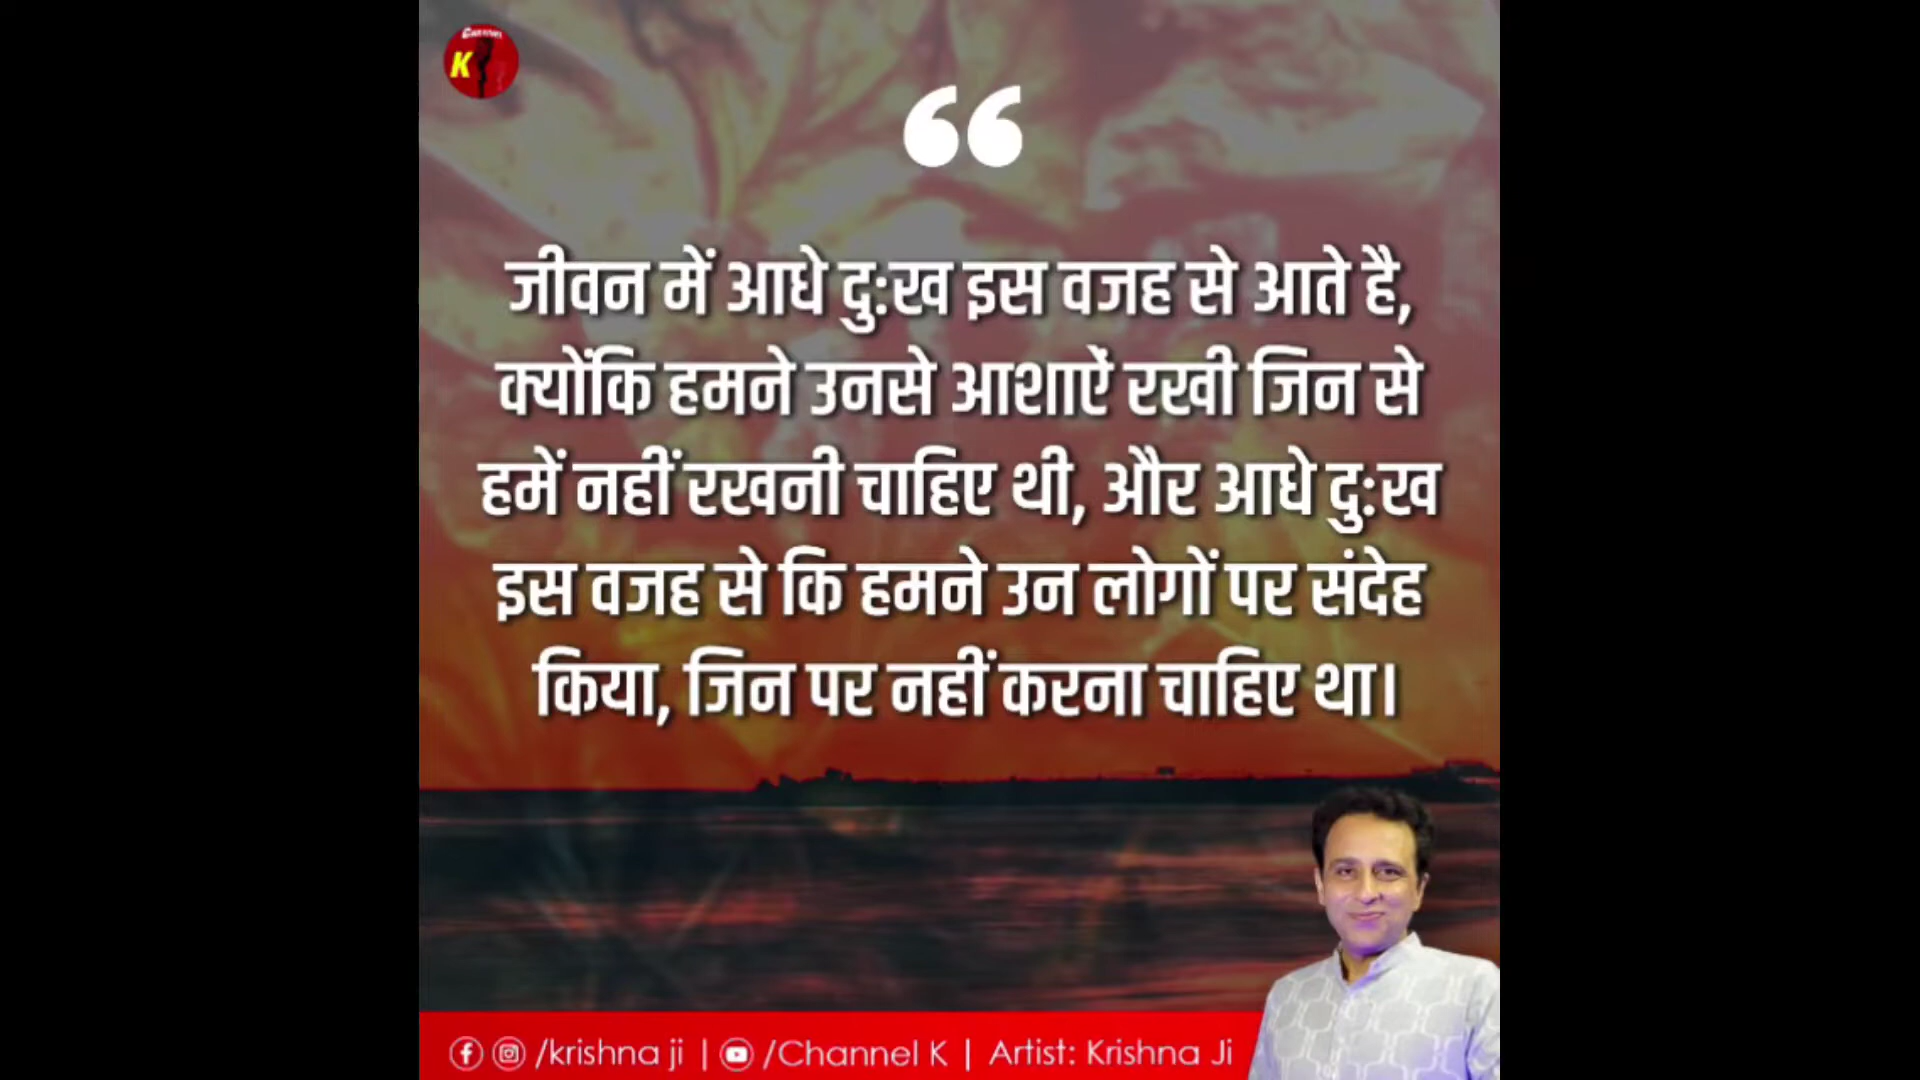 CHANNEL
K
“
जीवन में आधे दुःख इस वजह से आते है,
क्योंकि हमने उनसे आशाऐं रखी जिन से
हमें नहीं रखनी चाहिए थी, और आधे दुःख
इस वजह से कि हमने उन लोगों पर संदेह
किया, जिन पर नहीं करना चाहिए था।
/krishna ji | /Channel K | Artist: Krishna Ji